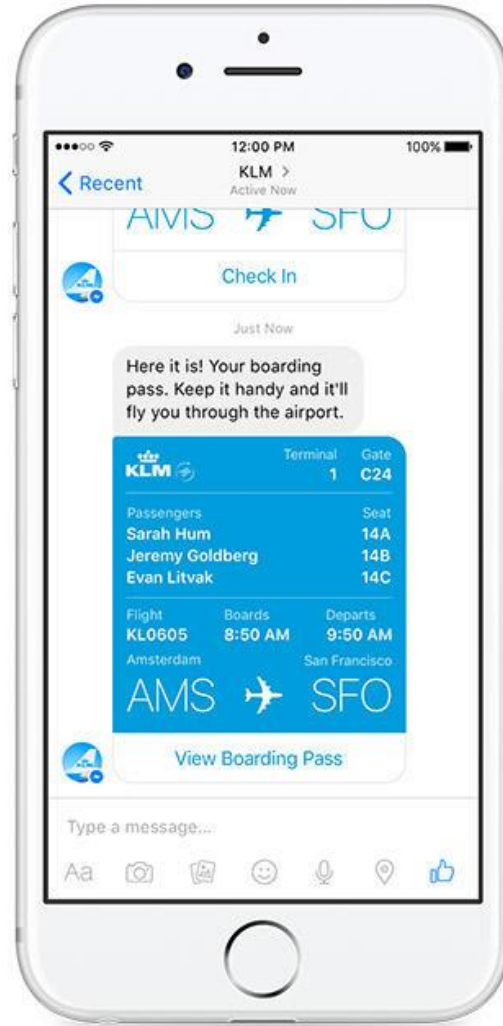 12:00 PM 100%
Recent KLM >
Active Now
AMS SFO
Check In
Just Now
Here it is! Your boarding
pass. Keep it handy and it'll
fly you through the airport.
KLM Terminal Gate
1 C24
Passengers Seat
Sarah Hum 14A
Jeremy Goldberg 14B
Evan Litvak 14C
Flight Boards Departs
KL0605 8:50 AM 9:50 AM
Amsterdam San Francisco
AMS SFO
View Boarding Pass
Type a message...
Aa